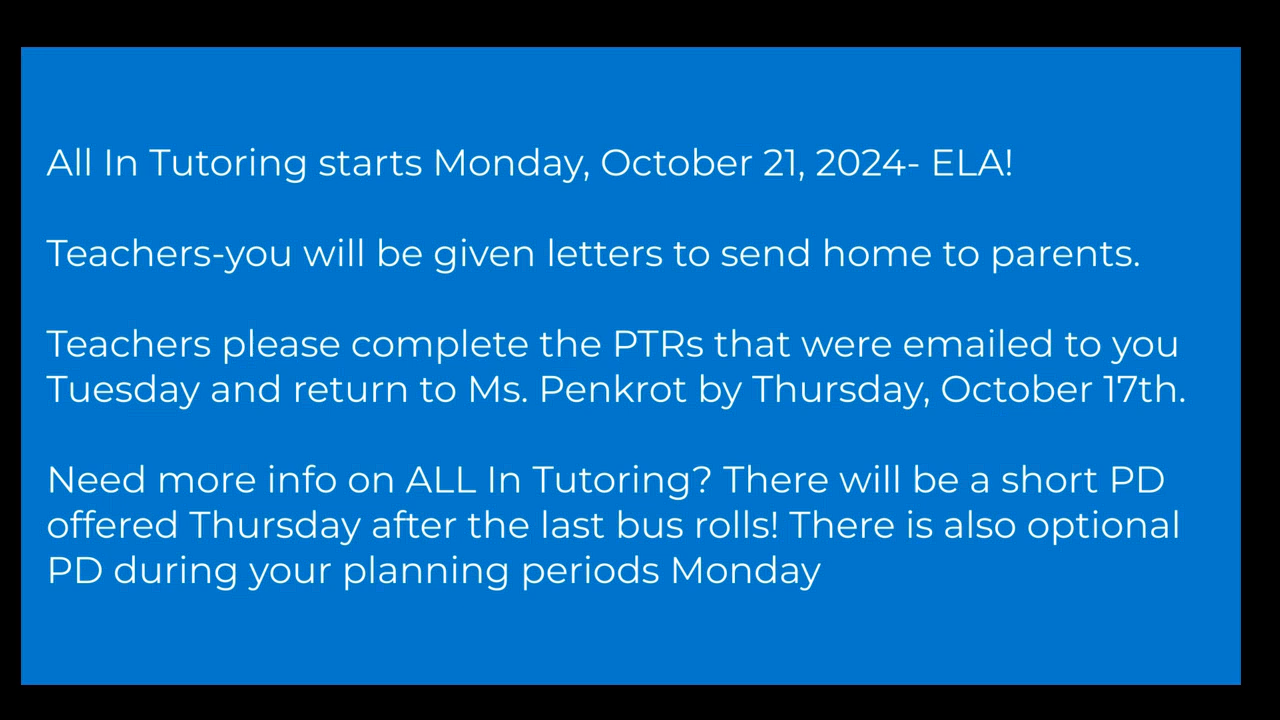 All In Tutoring starts Monday, October 21, 2024- ELA!
Teachers-you will be given letters to send home to parents.
Teachers please complete the PTRs that were emailed to you
Tuesday and return to Ms. Penkrot by Thursday, October 17th.
Need more info on ALL In Tutoring? There will be a short PD
offered Thursday after the last bus rolls! There is also optional
PD during your planning periods Monday